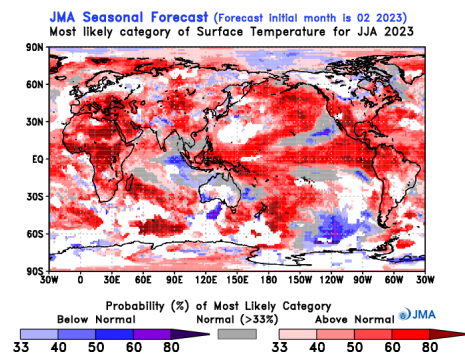 JMA Seasonal Forecast (Forecast initial month is 02 2023)
Most likely category of Surface Temperature for JJA 2023
90N
60N
30N
EQ
30S
60S
90S
30W 0 30E 60E 90E 120E 150E 180 150W 120W 90W 60W 30W
Probability (%) of Most Likely Category
Below Normal Normal (>33%) Above Normal JMA
33 40 50 60 80 33 40 50 60 80